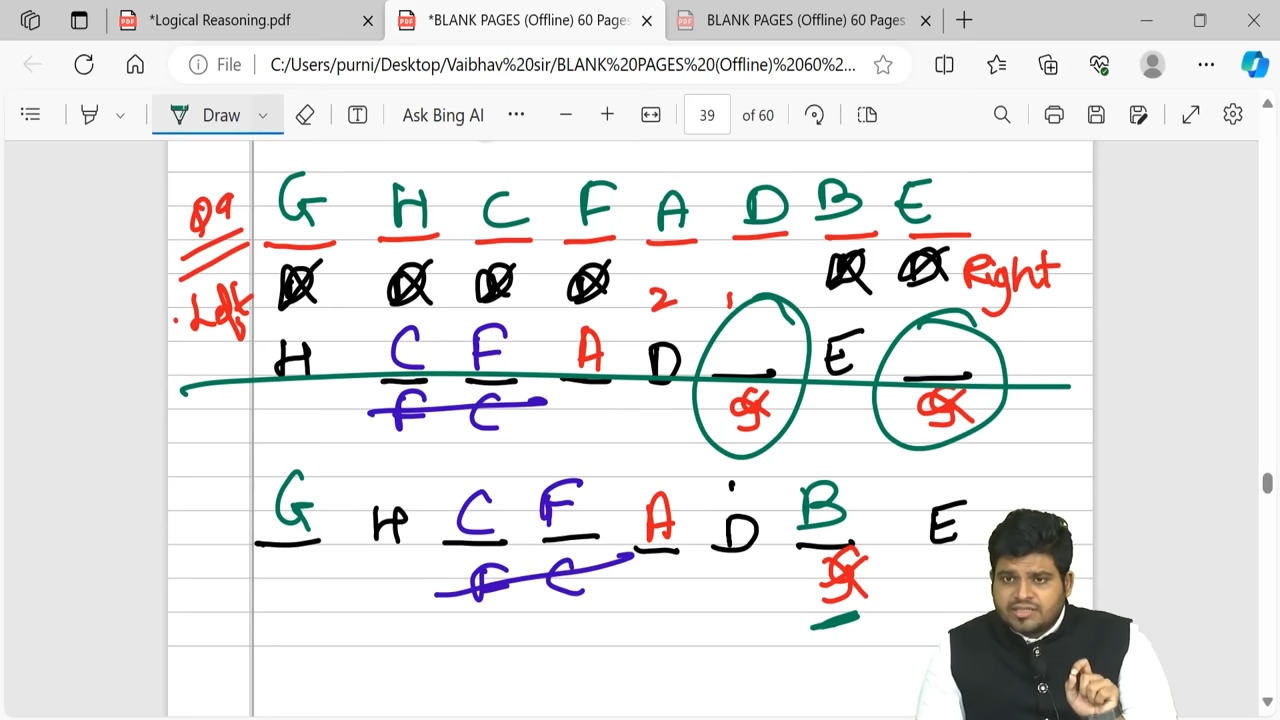 *Logical Reasoning.pdf
*BLANK PAGES (Offline) 60 Pages
BLANK PAGES (Offline) 60 Pages
File
C:/Users/purni/Desktop/Vaibhav%20sir/BLANK%20PAGES%20(Offline)%2060%2...
Draw
Ask Bing AI
39 of 60
Q9 G H C F A D B E
D D D D D D Right
Left 2 1
H C F A D E
F C G G
G H C F A D B E
F C G